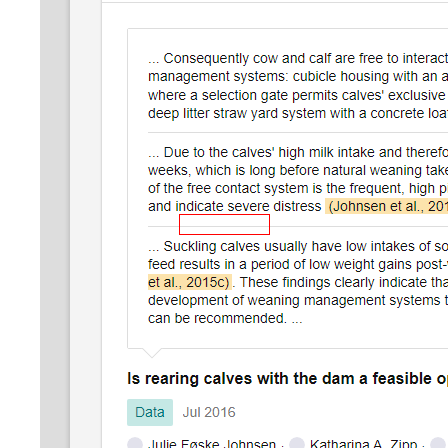 ... Consequently cow and calf are free to interact
management systems: cubicle housing with an a
where a selection gate permits calves' exclusive
deep litter straw yard system with a concrete loa
... Due to the calves' high milk intake and therefo
weeks, which is long before natural weaning take
of the free contact system is the frequent, high p
and indicate severe distress (Johnsen et al., 201
... Suckling calves usually have low intakes of so
feed results in a period of low weight gains post-
et al., 2015c). These findings clearly indicate tha
development of weaning management systems t
can be recommended. ...
Is rearing calves with the dam a feasible o
Data Jul 2016
Julie Føske Johnsen · Katharina A. Zipp ·